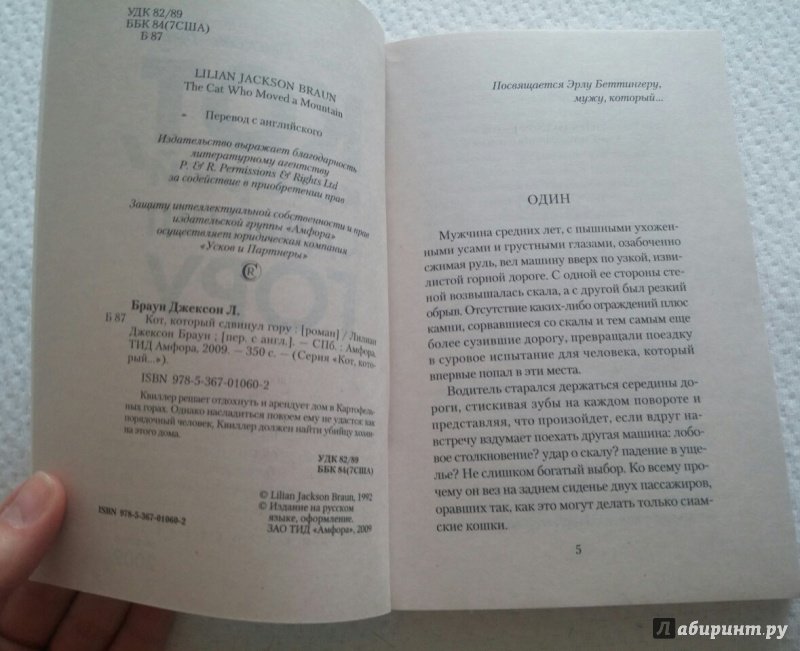 УДК 82/89
ББК 84(7США)
Б 87
LILIAN JACKSON BRAUN
The Cat Who Moved a Mountain
Перевод с английского
Издательство выражает благодарность
литературному агентству
P. & R. Permissions & Rights Ltd
за содействие в приобретении прав
Защиту интеллектуальной собственности и прав
издательской группы «Амфора»
осуществляет юридическая компания
«Усков и Партнеры»
R
Браун Джексон Л.
Б 87 Кот, который сдвинул гору : [роман] / Лилиан
Джексон Браун ; [пер. с англ.]. — СПб. : Амфора.
ТИД Амфора, 2009. — 350 с. — (Серия «Кот, кото-
рый...»).
ISBN 978-5-367-01060-2
Квиллер решает отдохнуть и арендует дом в Картофель-
ных горах. Однако насладиться покоем ему не удастся: как
порядочный человек, Квиллер должен найти убийцу хозяи-
на этого дома.
УДК 82/89
ББК 84(7США)
ISBN 978-5-367-01060-2
© Lilian Jackson Braun, 1992
© Издание на русском
языке, оформление.
ЗАО ТИД «Амфора», 2009
Посвящается Эрлу Беттингеру,
мужу, который...
ОДИН
Мужчина средних лет, с пышными ухожен-
ными усами и грустными глазами, озабоченно
сжимая руль, вел машину вверх по узкой, изви-
листой горной дороге. С одной ее стороны сте-
ной возвышалась скала, а с другой был резкий
обрыв. Отсутствие каких-либо ограждений плюс
камни, сорвавшиеся со скалы и тем самым еще
более сузившие дорогу, превращали поездку
в суровое испытание для человека, который
впервые попал в эти места.
Водитель старался держаться середины до-
роги, стискивая зубы на каждом повороте и
представляя, что произойдет, если вдруг на-
встречу вздумает поехать другая машина: лобо-
вое столкновение? удар о скалу? падение в уще-
лье? Не слишком богатый выбор. Ко всему про-
чему он вез на заднем сиденье двух пассажиров,
оравших так, как это могут делать только сиам-
ские кошки.
5
Лабиринт.ру